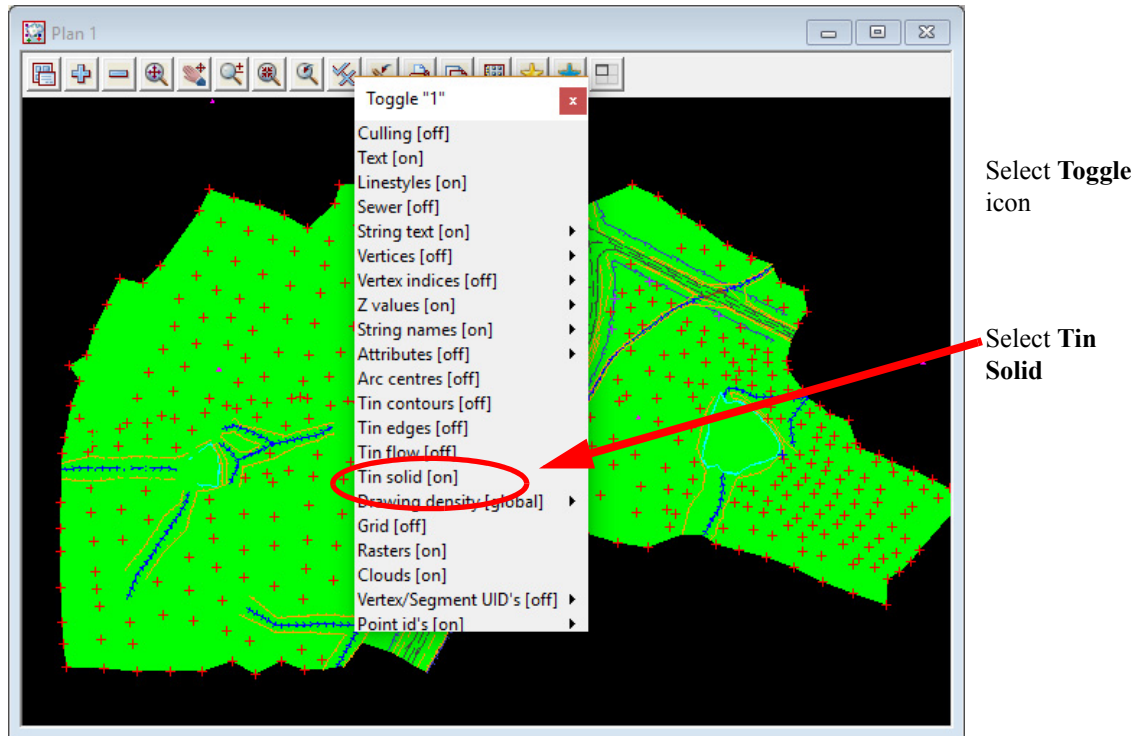 Plan 1
Toggle "1"
x
Culling [off]
Text [on]
Linestyles [on]
Sewer [off]
String text [on]
Vertices [off]
Vertex indices [off]
Z values [on]
String names [on]
Attributes [off]
Arc centres [off]
Tin contours [off]
Tin edges [off]
Tin flow [off]
Tin solid [on]
Drawing density [global]
Grid [off]
Rasters [on]
Clouds [on]
Vertex/Segment UID's [off]
Point id's [on]
Select Toggle
icon
Select Tin
Solid